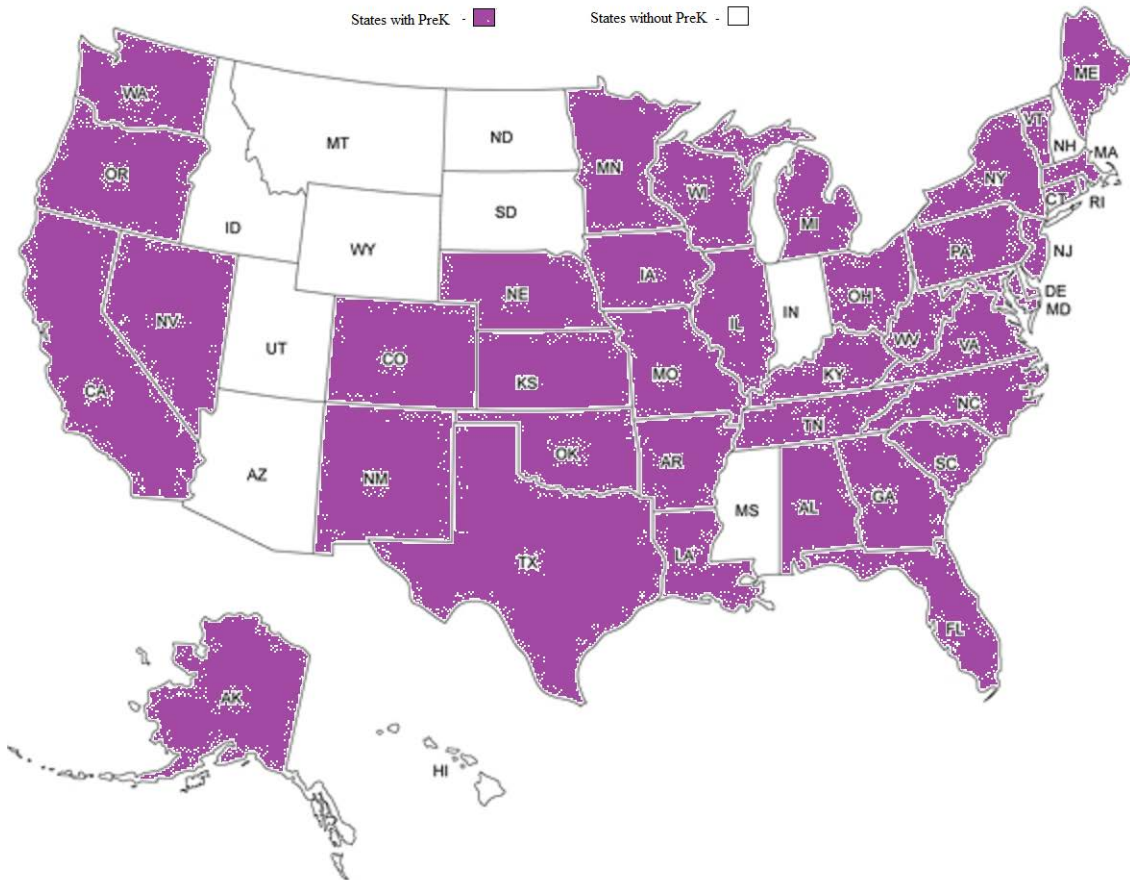 States with PreK -
States without PreK -
ME
WA
VT
MT
ND
NH
MA
MN
OR
NY
WI
RI
CT
SD
ID
MI
WY
PA
NJ
IA
NE
DE
OH
MD
IN
NV
IL
WV
UT
VA
CO
MO
KY
KS
CA
NC
TN
OK
AR
SC
AZ
NM
GA
AL
MS
LA
TX
FL
AK
HI